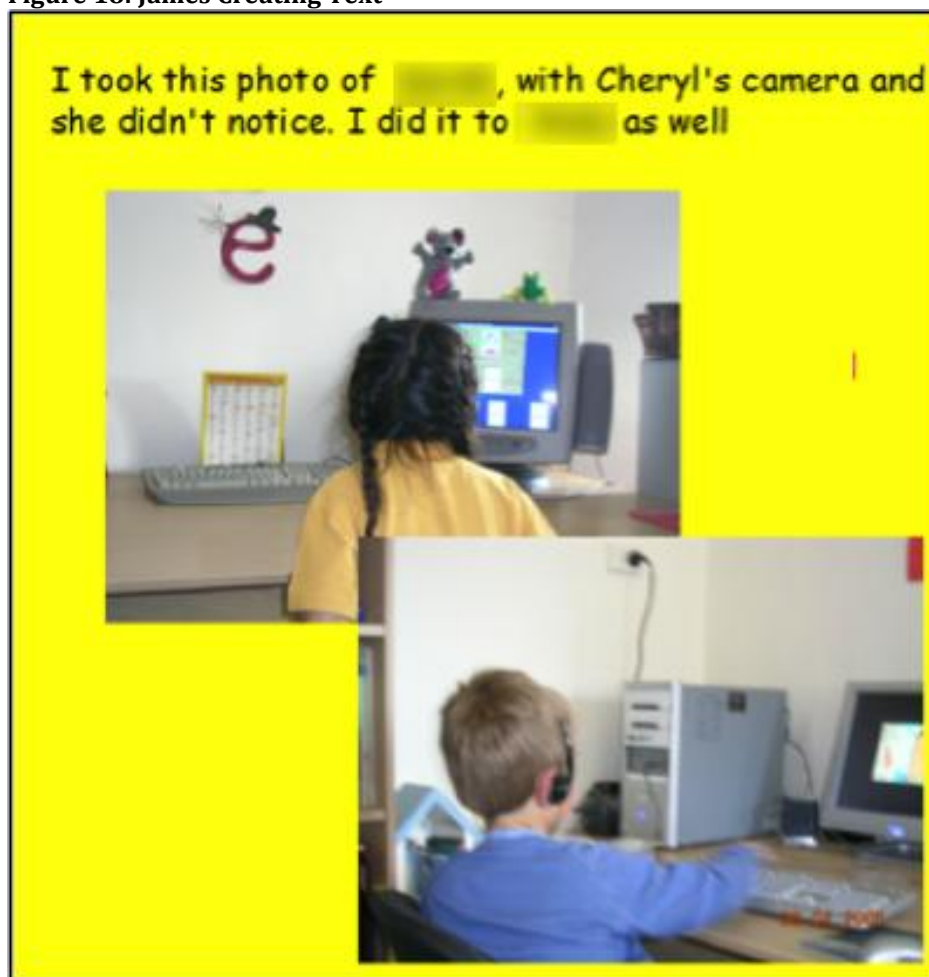 Figure 18: James Creating Text
I took this photo of , with Cheryl's camera and
she didn't notice. I did it to as well
e